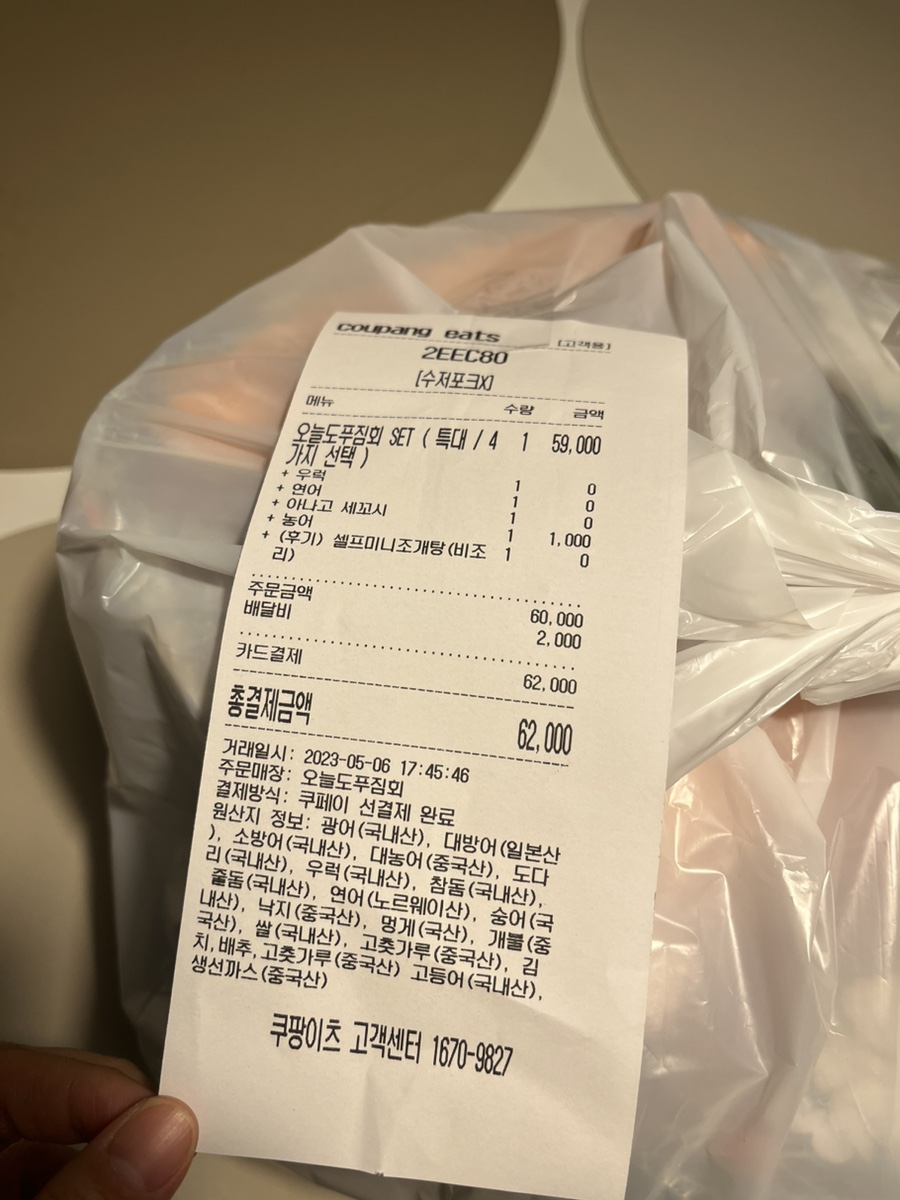 coupang eats
[고객용]
2EEC80
[수저포크X]
메뉴 수량 금액
오늘도푸짐회 SET ( 특대 / 4 1 59,000
가지 선택 )
+ 우럭 1 0
+ 연어 1 0
+ 아나고 세꼬시 1 0
+ 농어 1 1,000
+ (후기) 셀프미니조개탕(비조 1 0
리)
주문금액 60,000
배달비 2,000
카드결제 62,000
총결제금액 62,000
거래일시: 2023-05-06 17:45:46
주문매장: 오늘도푸짐회
결제방식: 쿠페이 선결제 완료
원산지 정보: 광어(국내산), 대방어(일본산
), 소방어(국내산), 대농어(중국산), 도다
리(국내산), 우럭(국내산), 참돔(국내산),
줄돔(국내산), 연어(노르웨이산), 숭어(국
내산), 낙지(중국산), 멍게(국산), 개불(중
국산), 쌀(국내산), 고춧가루(중국산), 김
치,배추,고춧가루(중국산) 고등어(국내산),
생선까스(중국산)
쿠팡이츠 고객센터 1670-9827